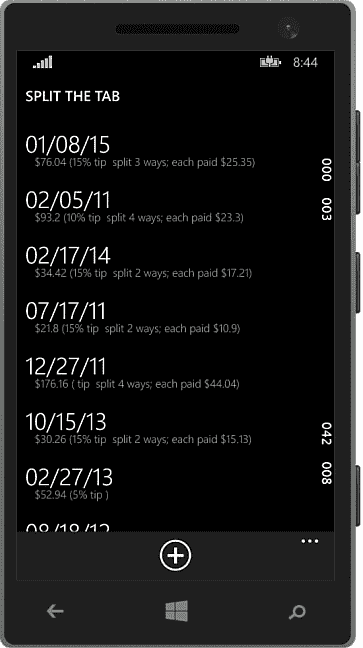 8:44
SPLIT THE TAB
01/08/15
$76.04 (15% tip split 3 ways; each paid $25.35)
000
02/05/11
$93.2 (10% tip split 4 ways; each paid $23.3)
003
02/17/14
$34.42 (15% tip split 2 ways; each paid $17.21)
07/17/11
$21.8 (15% tip split 2 ways; each paid $10.9)
12/27/11
$176.16 ( tip split 4 ways; each paid $44.04)
10/15/13
$30.26 (15% tip split 2 ways; each paid $15.13)
042
02/27/13
$52.94 (5% tip )
008
08/18/12